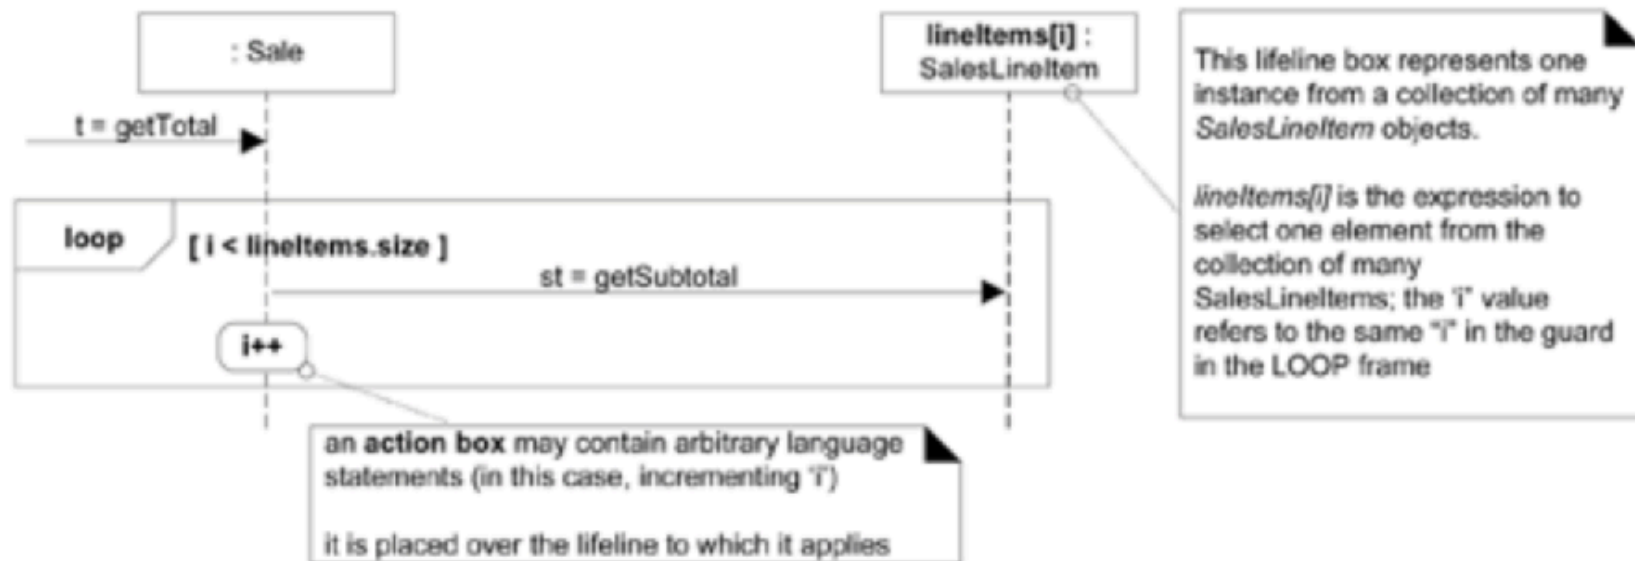 : Sale
lineItems[i] :
SalesLineItem
t = getTotal
loop
[ i < lineItems.size ]
st = getSubtotal
i++
This lifeline box represents one
instance from a collection of many
SalesLineItem objects.
lineItems[i] is the expression to
select one element from the
collection of many
SalesLineItems; the 'i" value
refers to the same "i" in the guard
in the LOOP frame
an action box may contain arbitrary language
statements (in this case, incrementing 'i')
it is placed over the lifeline to which it applies